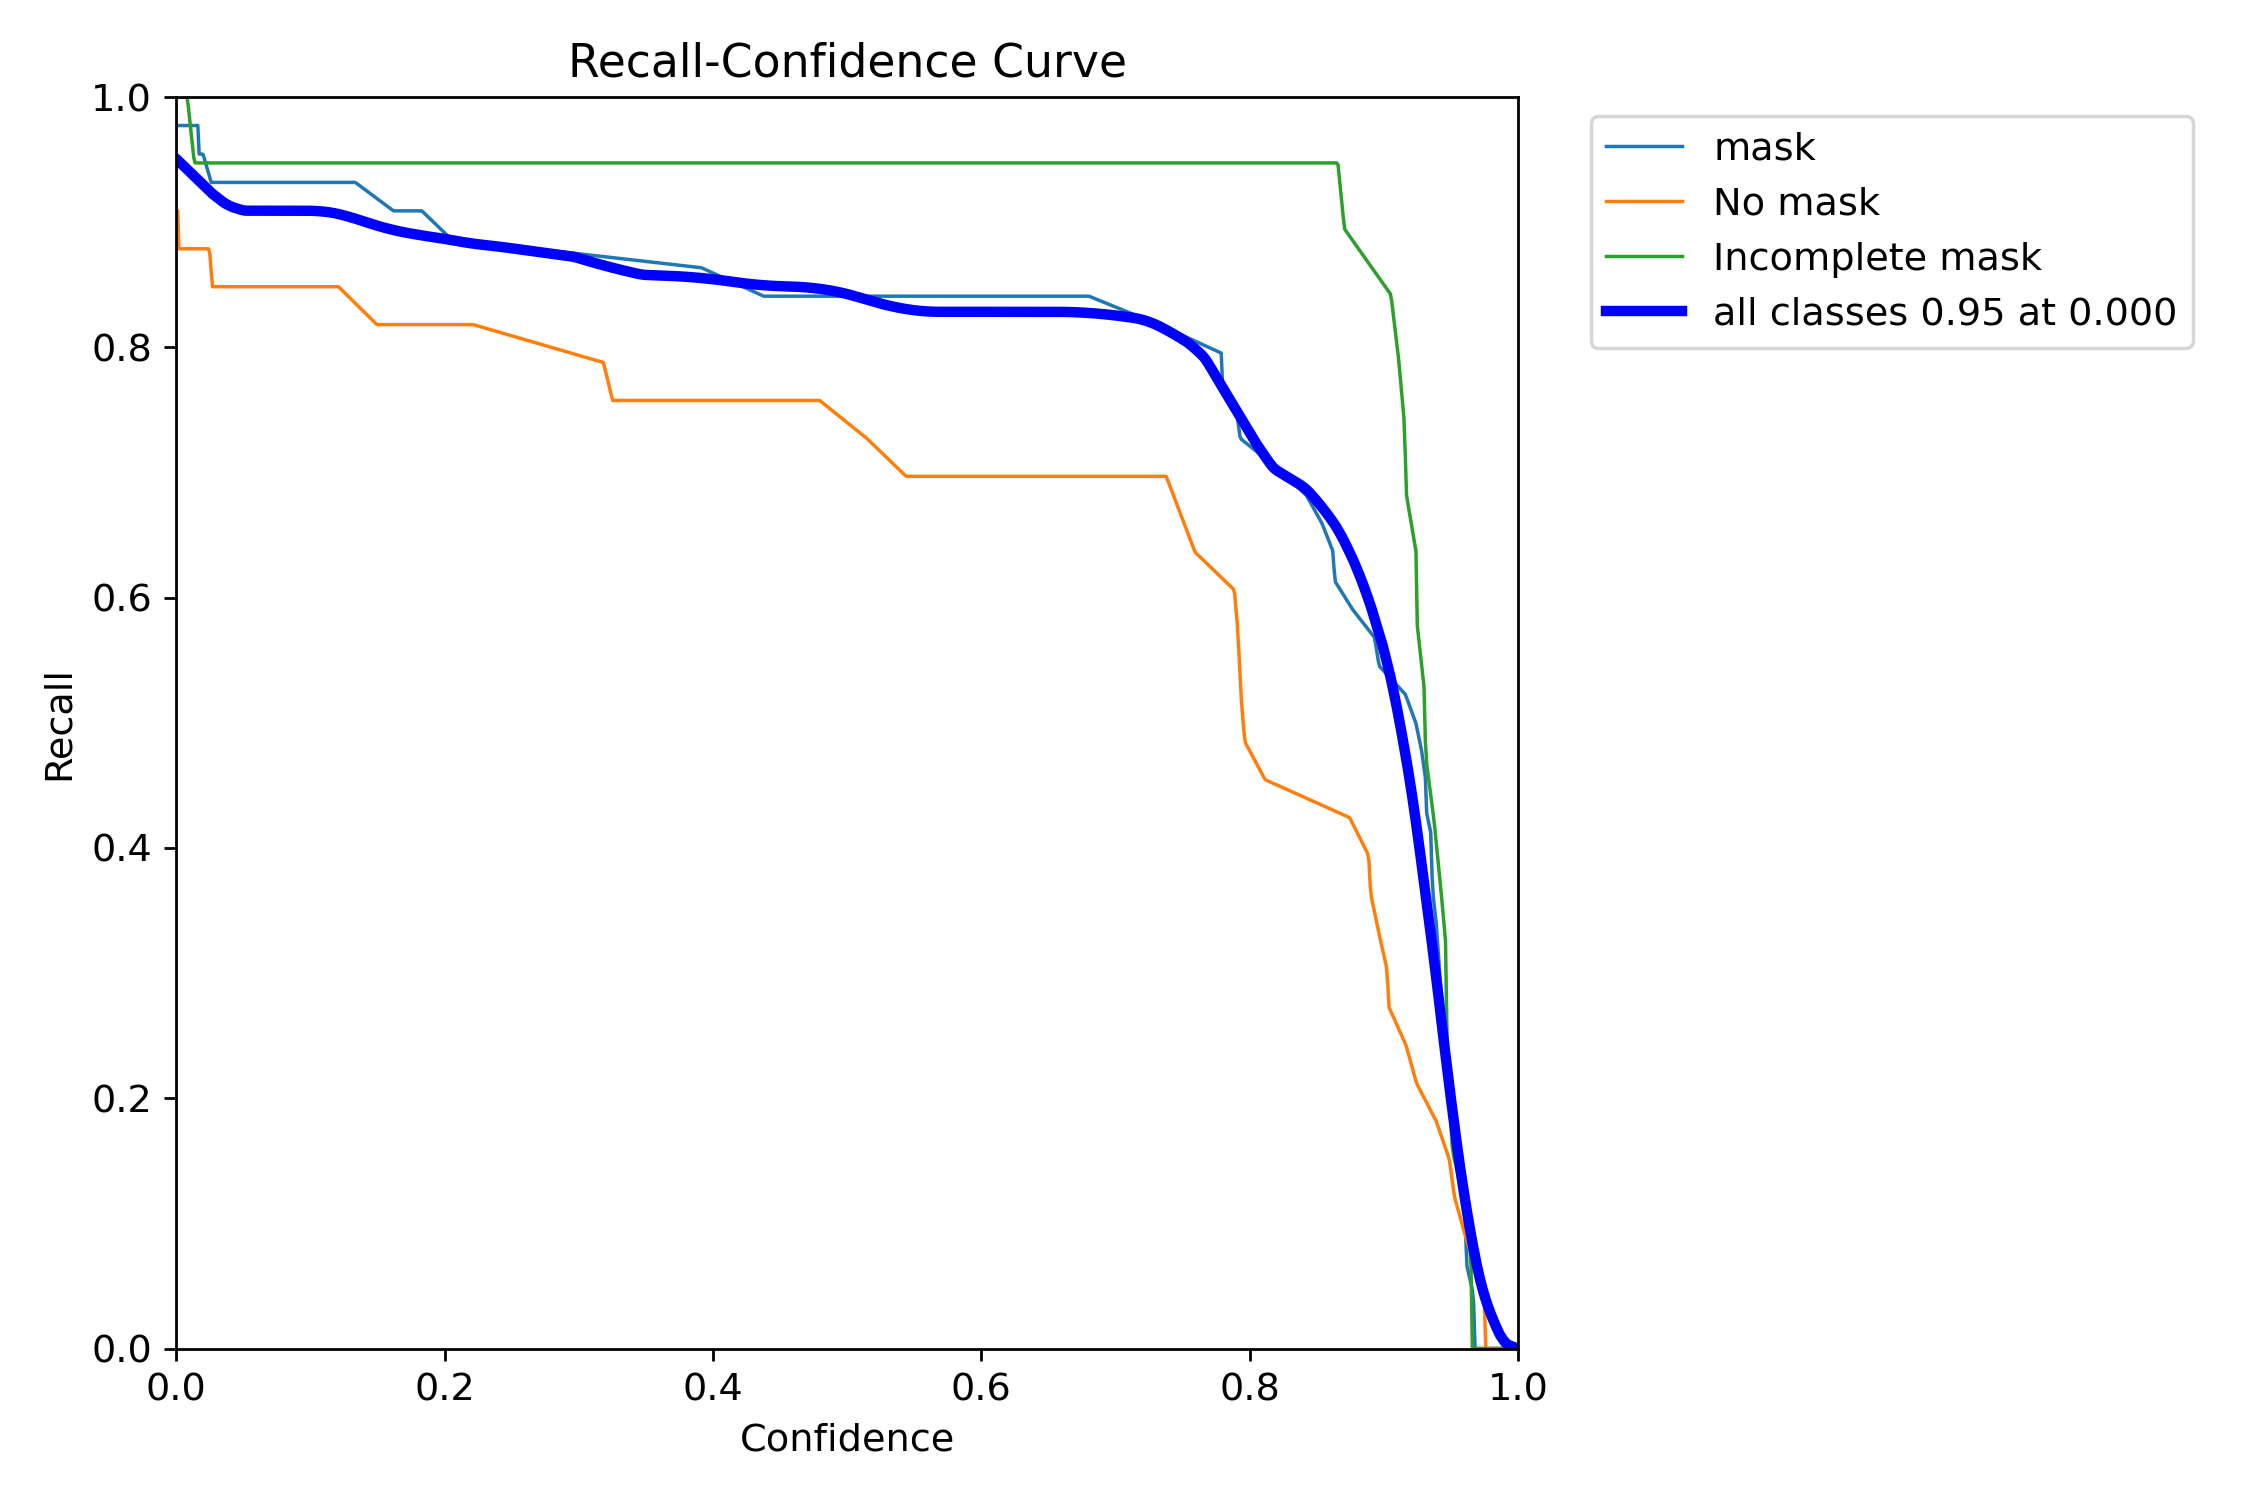 Recall-Confidence Curve
1.0
0.8
0.6
0.4
0.2
0.0
Recall
0.0 0.2 0.4 0.6 0.8 1.0
Confidence
mask
No mask
Incomplete mask
all classes 0.95 at 0.000